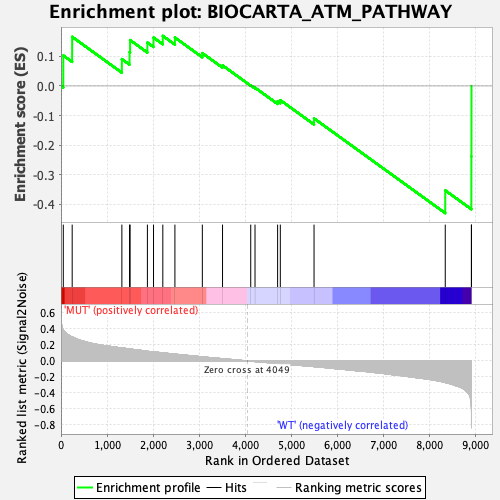 Enrichment plot: BIOCARTA_ATM_PATHWAY
Enrichment score (ES)
0.1
0.0
-0.1
-0.2
-0.3
-0.4
'MUT' (positively correlated)
Ranked list metric (Signal2Noise)
0.6
0.4
0.2
0.0
-0.2
-0.4
-0.6
-0.8
Zero cross at 4049
'WT' (negatively correlated)
0 1,000 2,000 3,000 4,000 5,000 6,000 7,000 8,000 9,000
Rank in Ordered Dataset
Enrichment profile Hits Ranking metric scores